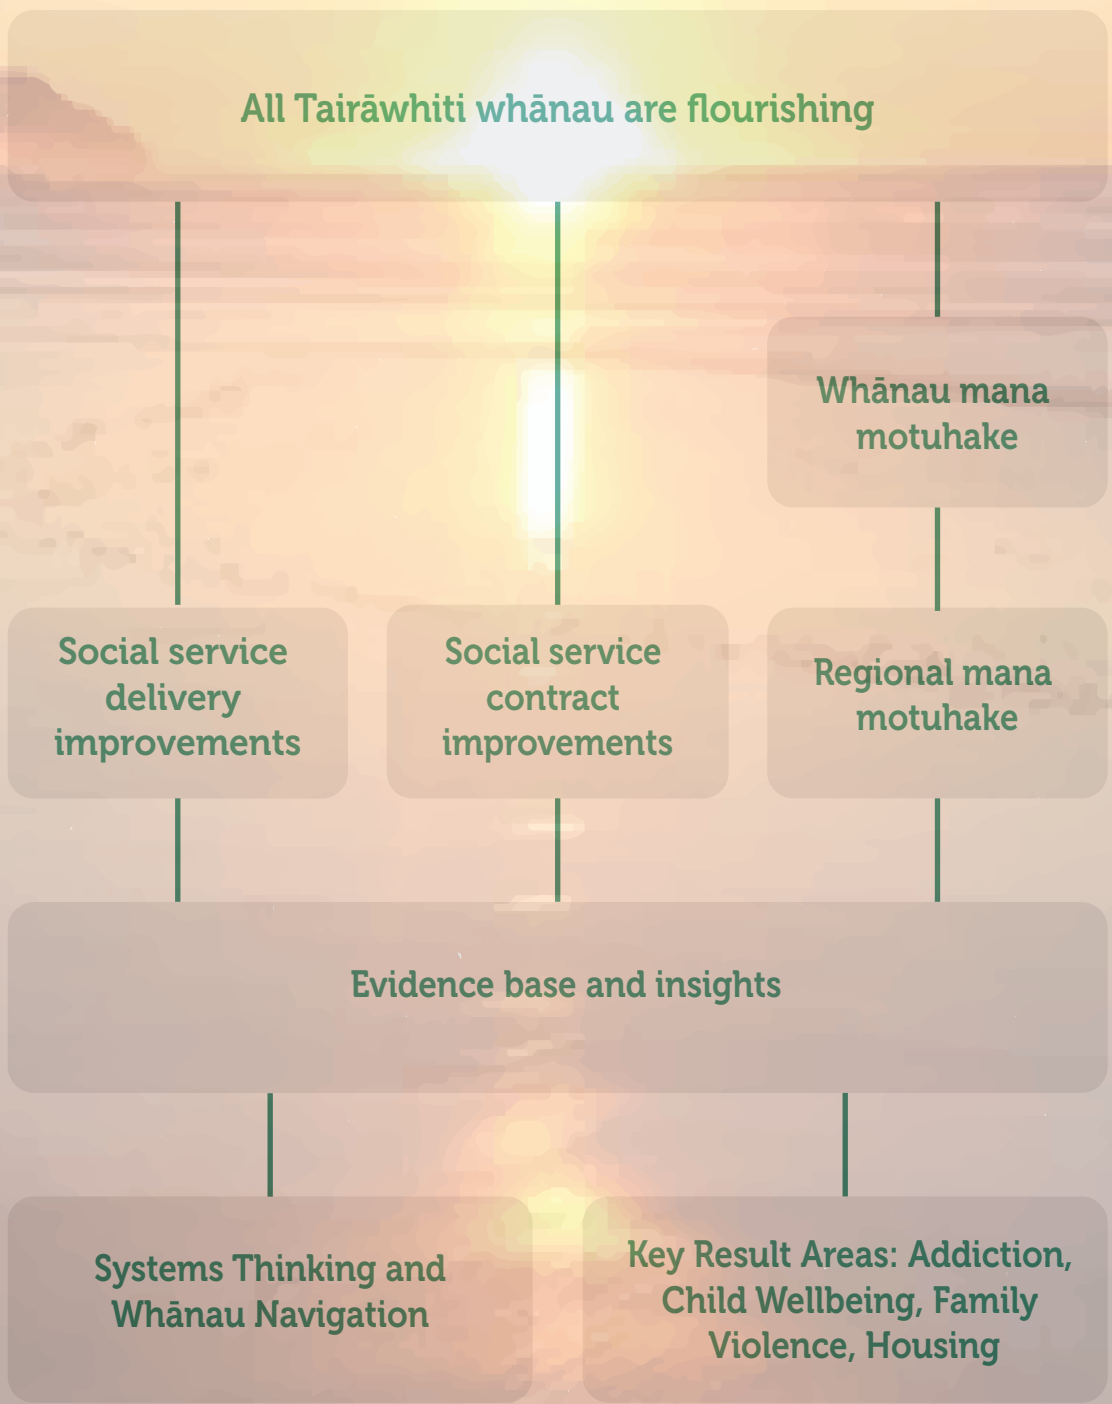 All Tairāwhiti whānau are flourishing
Whānau mana
motuhake
Social service
delivery
improvements
Social service
contract
improvements
Regional mana
motuhake
Evidence base and insights
Systems Thinking and
Whānau Navigation
Key Result Areas: Addiction,
Child Wellbeing, Family
Violence, Housing